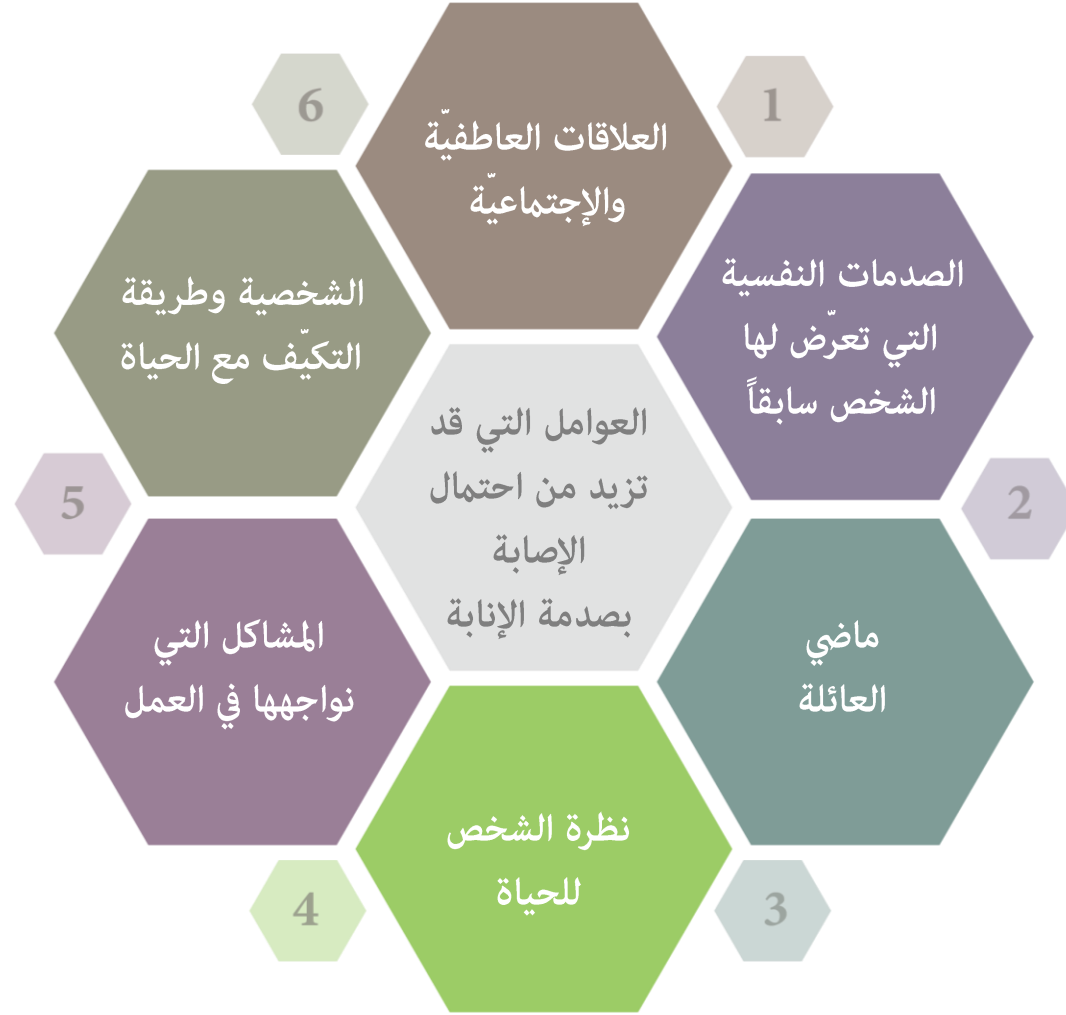 العوامل التي قد
تزيد من احتمال
الإصابة
بصدمة الإنابة
1
العلاقات العاطفيّة
والإجتماعيّة
2
الصدمات النفسية
التي تعرّض لها
الشخص سابقاً
3
ماضي
العائلة
4
نظرة الشخص
للحياة
5
المشاكل التي
نواجهها في العمل
6
الشخصية وطريقة
التكيّف مع الحياة